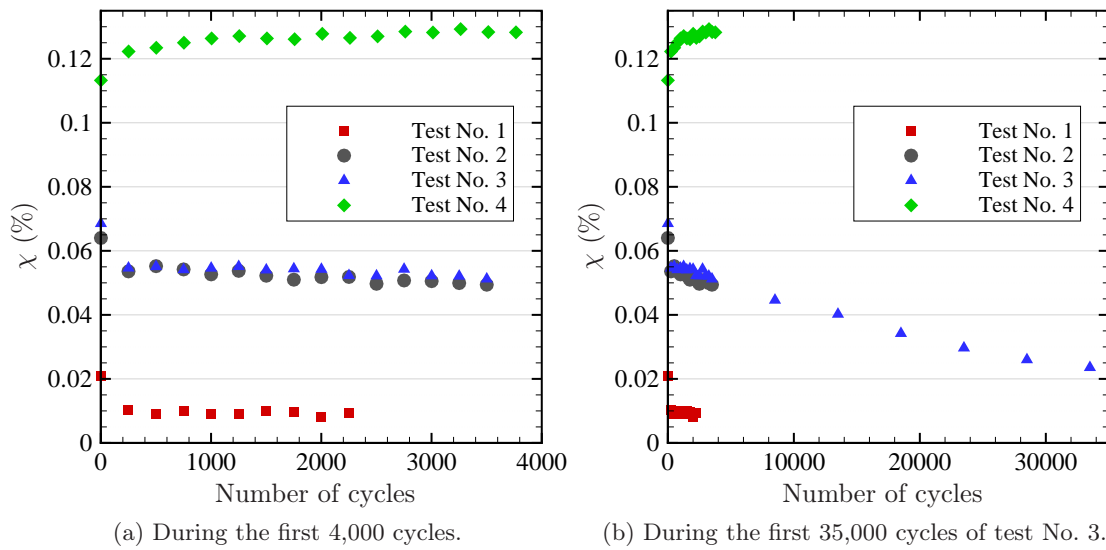 0.12
0.1
0.08
0.06
0.04
0.02
0
χ (%)
Test No. 1
Test No. 2
Test No. 3
Test No. 4
0 1000 2000 3000 4000
Number of cycles
(a) During the first 4,000 cycles.
0.12
0.1
0.08
0.06
0.04
0.02
0
χ (%)
Test No. 1
Test No. 2
Test No. 3
Test No. 4
0 10000 20000 30000
Number of cycles
(b) During the first 35,000 cycles of test No. 3.